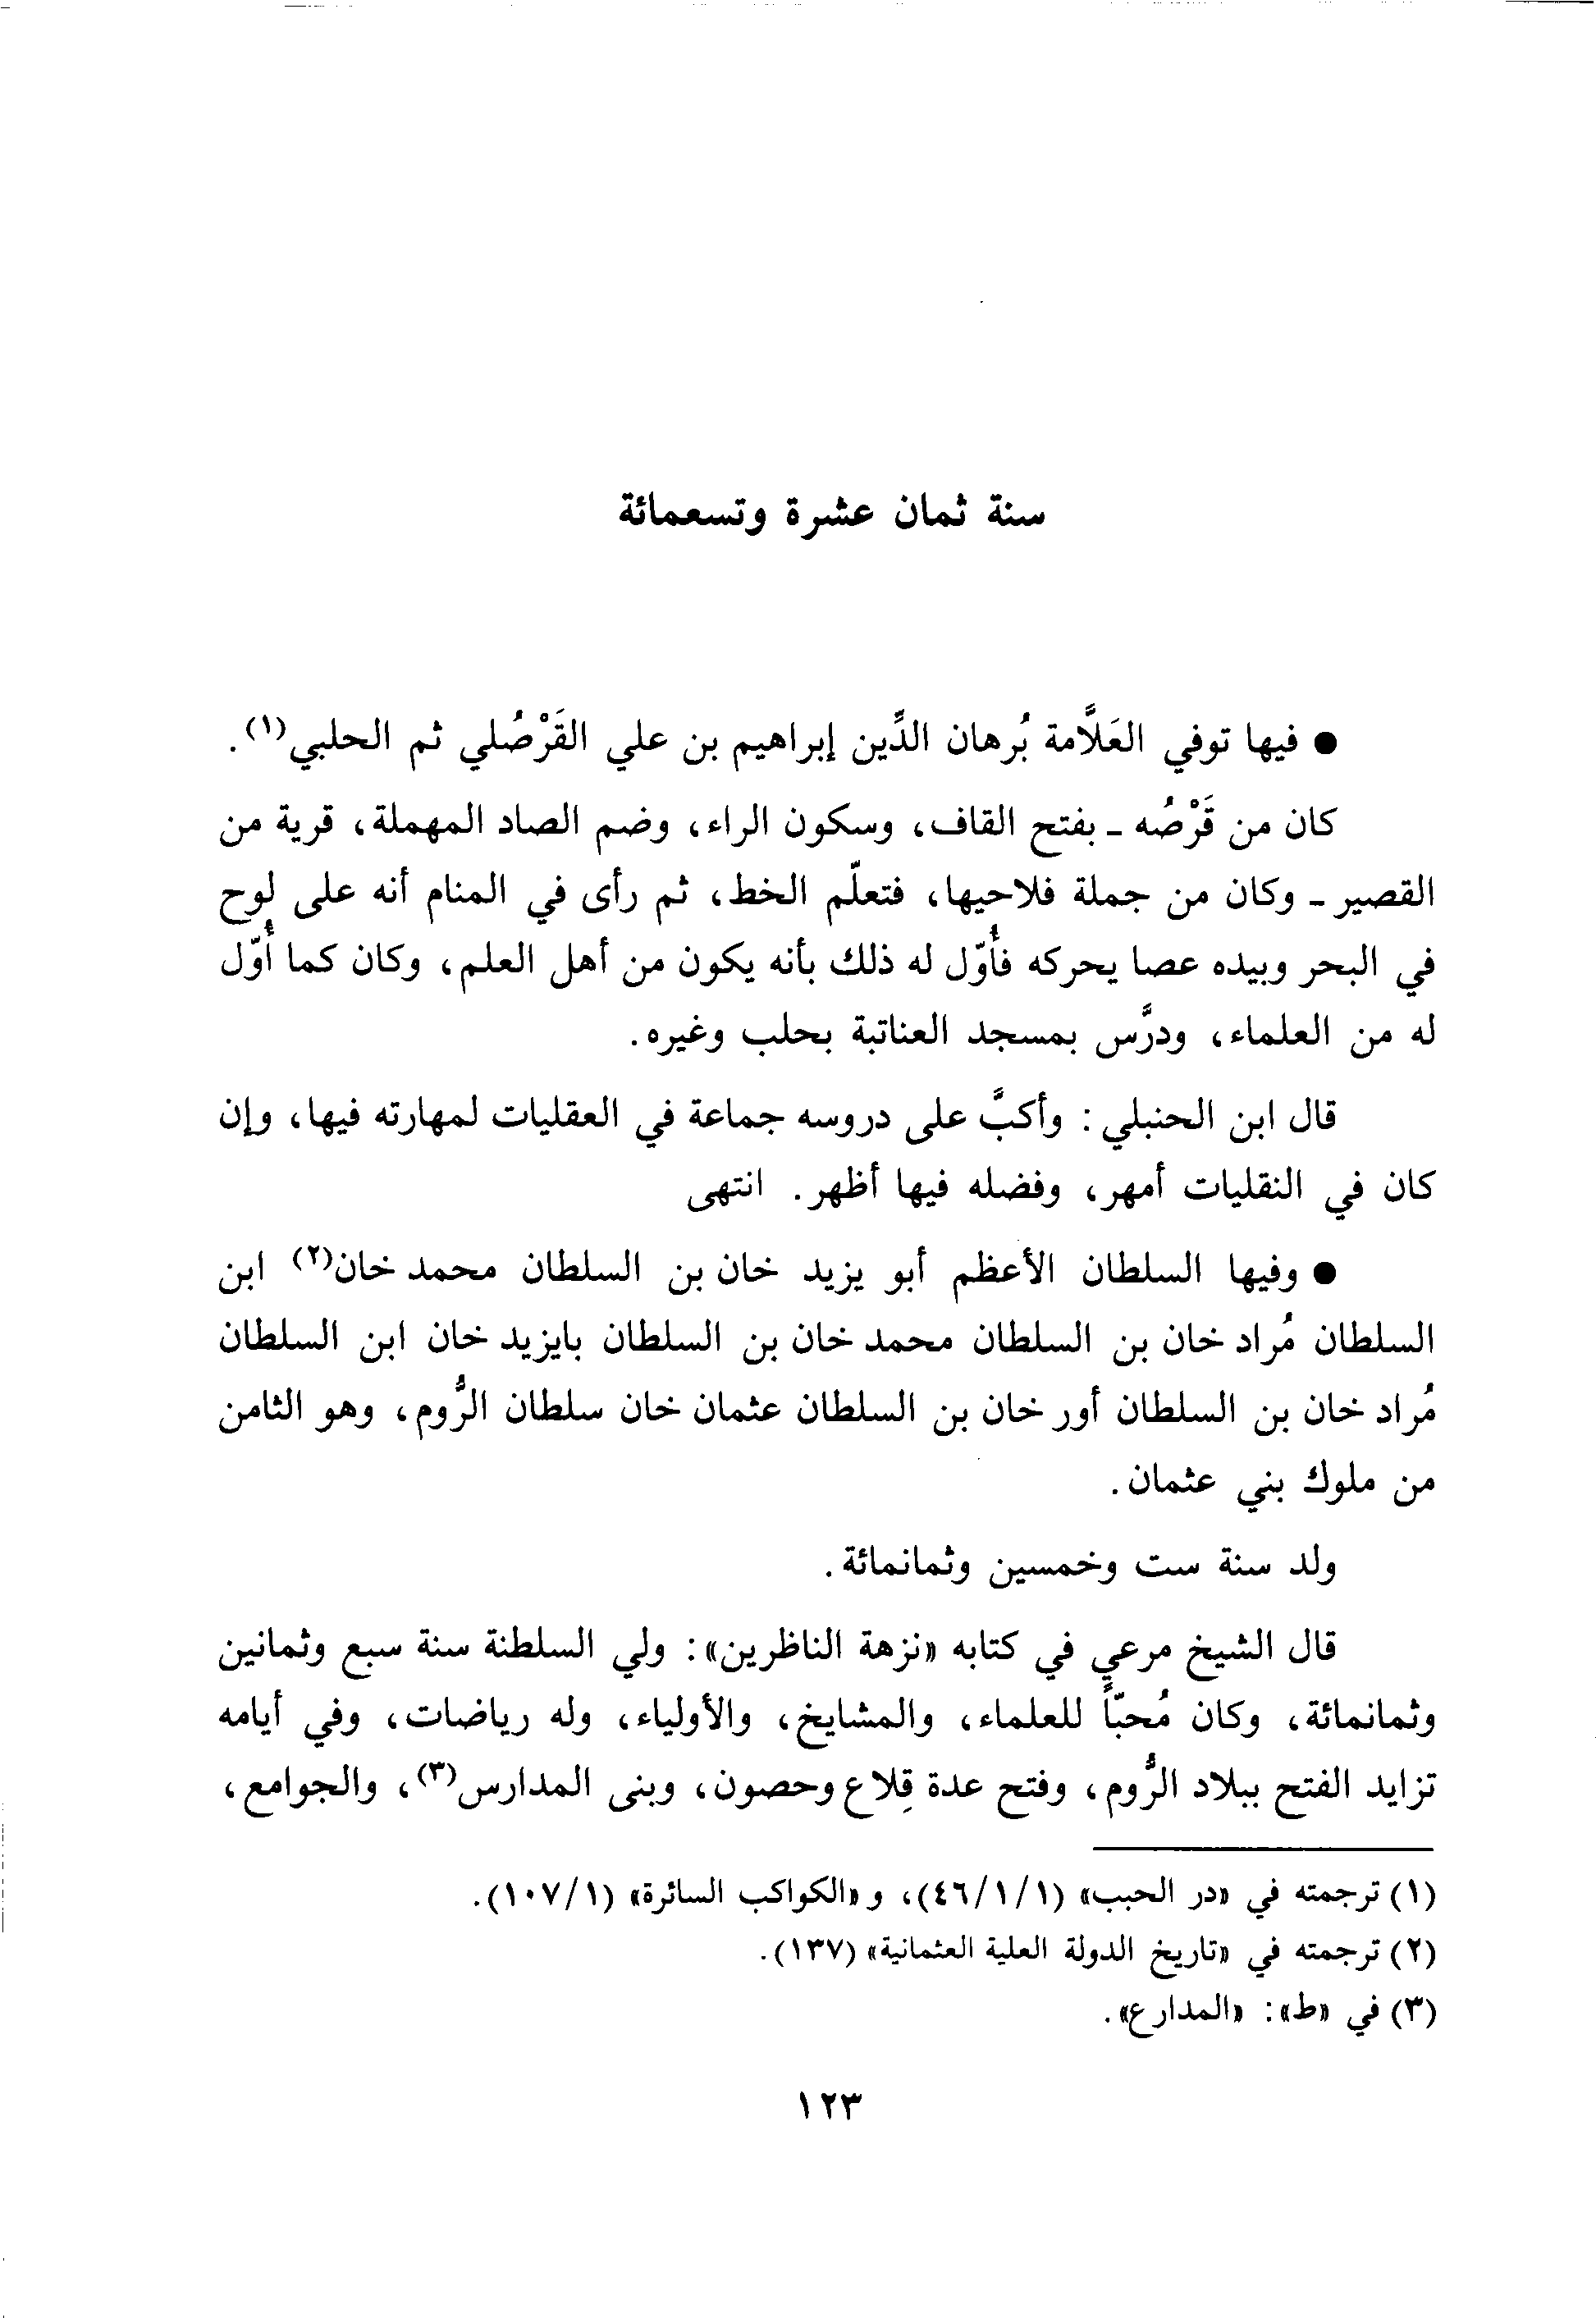 سنة ثمان عشرة وتسعمائة
● فيها توفي العَلاَّمة بُرهان الدِّين إبراهيم بن علي القَرْصُلي ثم الحلبي(١).
كان من قَرْصُه - بفتح القاف، وسكون الراء، وضم الصاد المهملة، قرية من
القصير - وكان من جملة فلاحيها، فتعلّم الخط، ثم رأى في المنام أنه على لوح
في البحر وبيده عصا يحركه فأُوّل له ذلك بأنه يكون من أهل العلم، وكان كما أُوّل
له من العلماء، ودرَّس بمسجد العناتبة بحلب وغيره.
قال ابن الحنبلي: وأكبَّ على دروسه جماعة في العقليات لمهارته فيها، وإن
كان في النقليات أمهر، وفضله فيها أظهر. انتهى
● وفيها السلطان الأعظم أبو يزيد خان بن السلطان محمد خان(٢) ابن
السلطان مُراد خان بن السلطان محمد خان بن السلطان بايزيد خان ابن السلطان
مُراد خان بن السلطان أور خان بن السلطان عثمان خان سلطان الرُّوم، وهو الثامن
من ملوك بني عثمان.
ولد سنة ست وخمسين وثمانمائة.
قال الشيخ مرعي في كتابه «نزهة الناظرين»: ولي السلطنة سنة سبع وثمانين
وثمانمائة، وكان مُحبّاً للعلماء، والمشايخ، والأولياء، وله رياضات، وفي أيامه
تزايد الفتح ببلاد الرُّوم، وفتح عدة قِلاع وحصون، وبنى المدارس(٣)، والجوامع،
(١) ترجمته في «در الحبب» (٤٦/١/١)، و«الكواكب السائرة» (١٠٧/١).
(٢) ترجمته في «تاريخ الدولة العلية العثمانية» (١٣٧).
(٣) في «ط»: «المدارع».
١٢٣